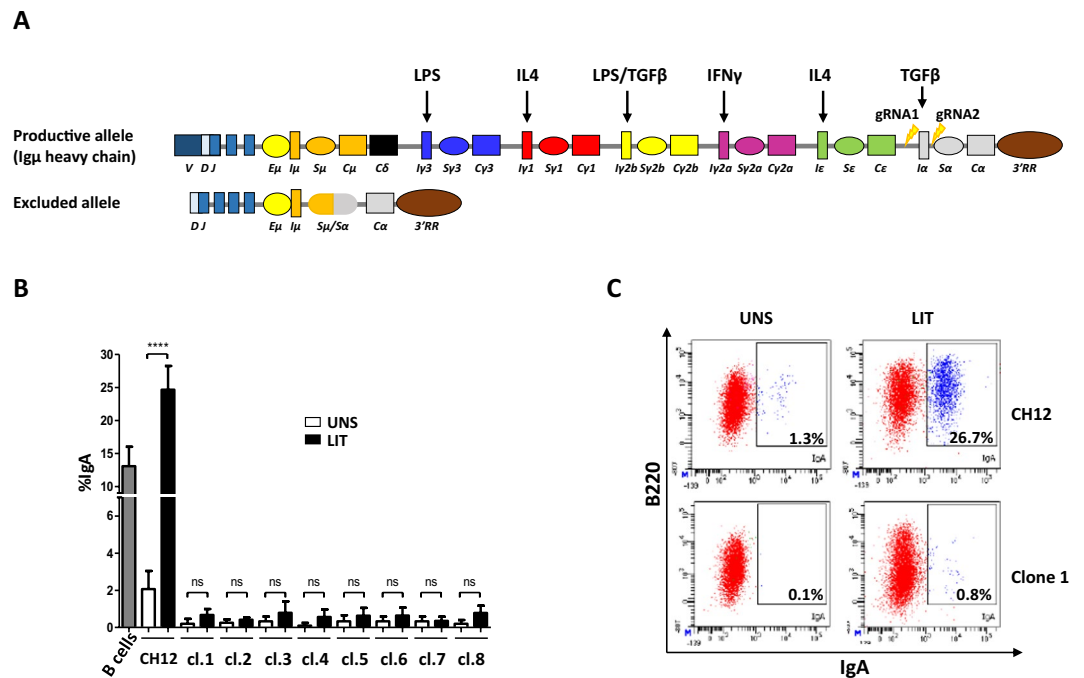 A
LPS IL4 LPS/TGFβ IFNγ IL4 TGFβ
gRNA1 gRNA2
Productive allele
(Igμ heavy chain)
V D J Eμ Iμ Sμ Cμ Cδ Iγ3 Sγ3 Cγ3 Iγ1 Sγ1 Cγ1 Iγ2b Sγ2b Cγ2b Iγ2a Sγ2a Cγ2a Iε Sε Cε Iα Sα Cα 3'RR
Excluded allele
D J Eμ Iμ Sμ/Sα Cα 3'RR
B
%IgA
30
25
20
15
10
6
4
2
0
****
UNS
LIT
ns ns ns ns ns ns ns ns
B cells CH12 cl.1 cl.2 cl.3 cl.4 cl.5 cl.6 cl.7 cl.8
C
UNS LIT
B220
1.3%
IgA
26.7%
IgA
CH12
0.1%
IgA
0.8%
IgA
Clone 1
IgA